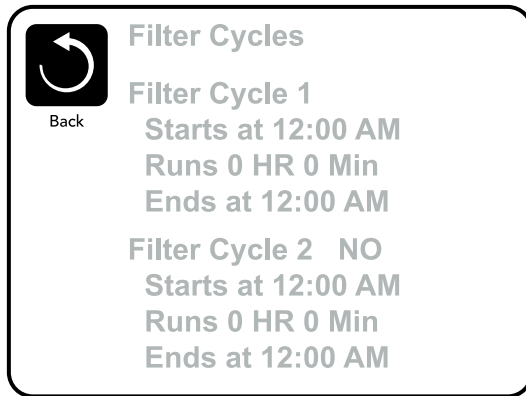 Filter Cycles
Back
Filter Cycle 1
Starts at 12:00 AM
Runs 0 HR 0 Min
Ends at 12:00 AM
Filter Cycle 2 NO
Starts at 12:00 AM
Runs 0 HR 0 Min
Ends at 12:00 AM